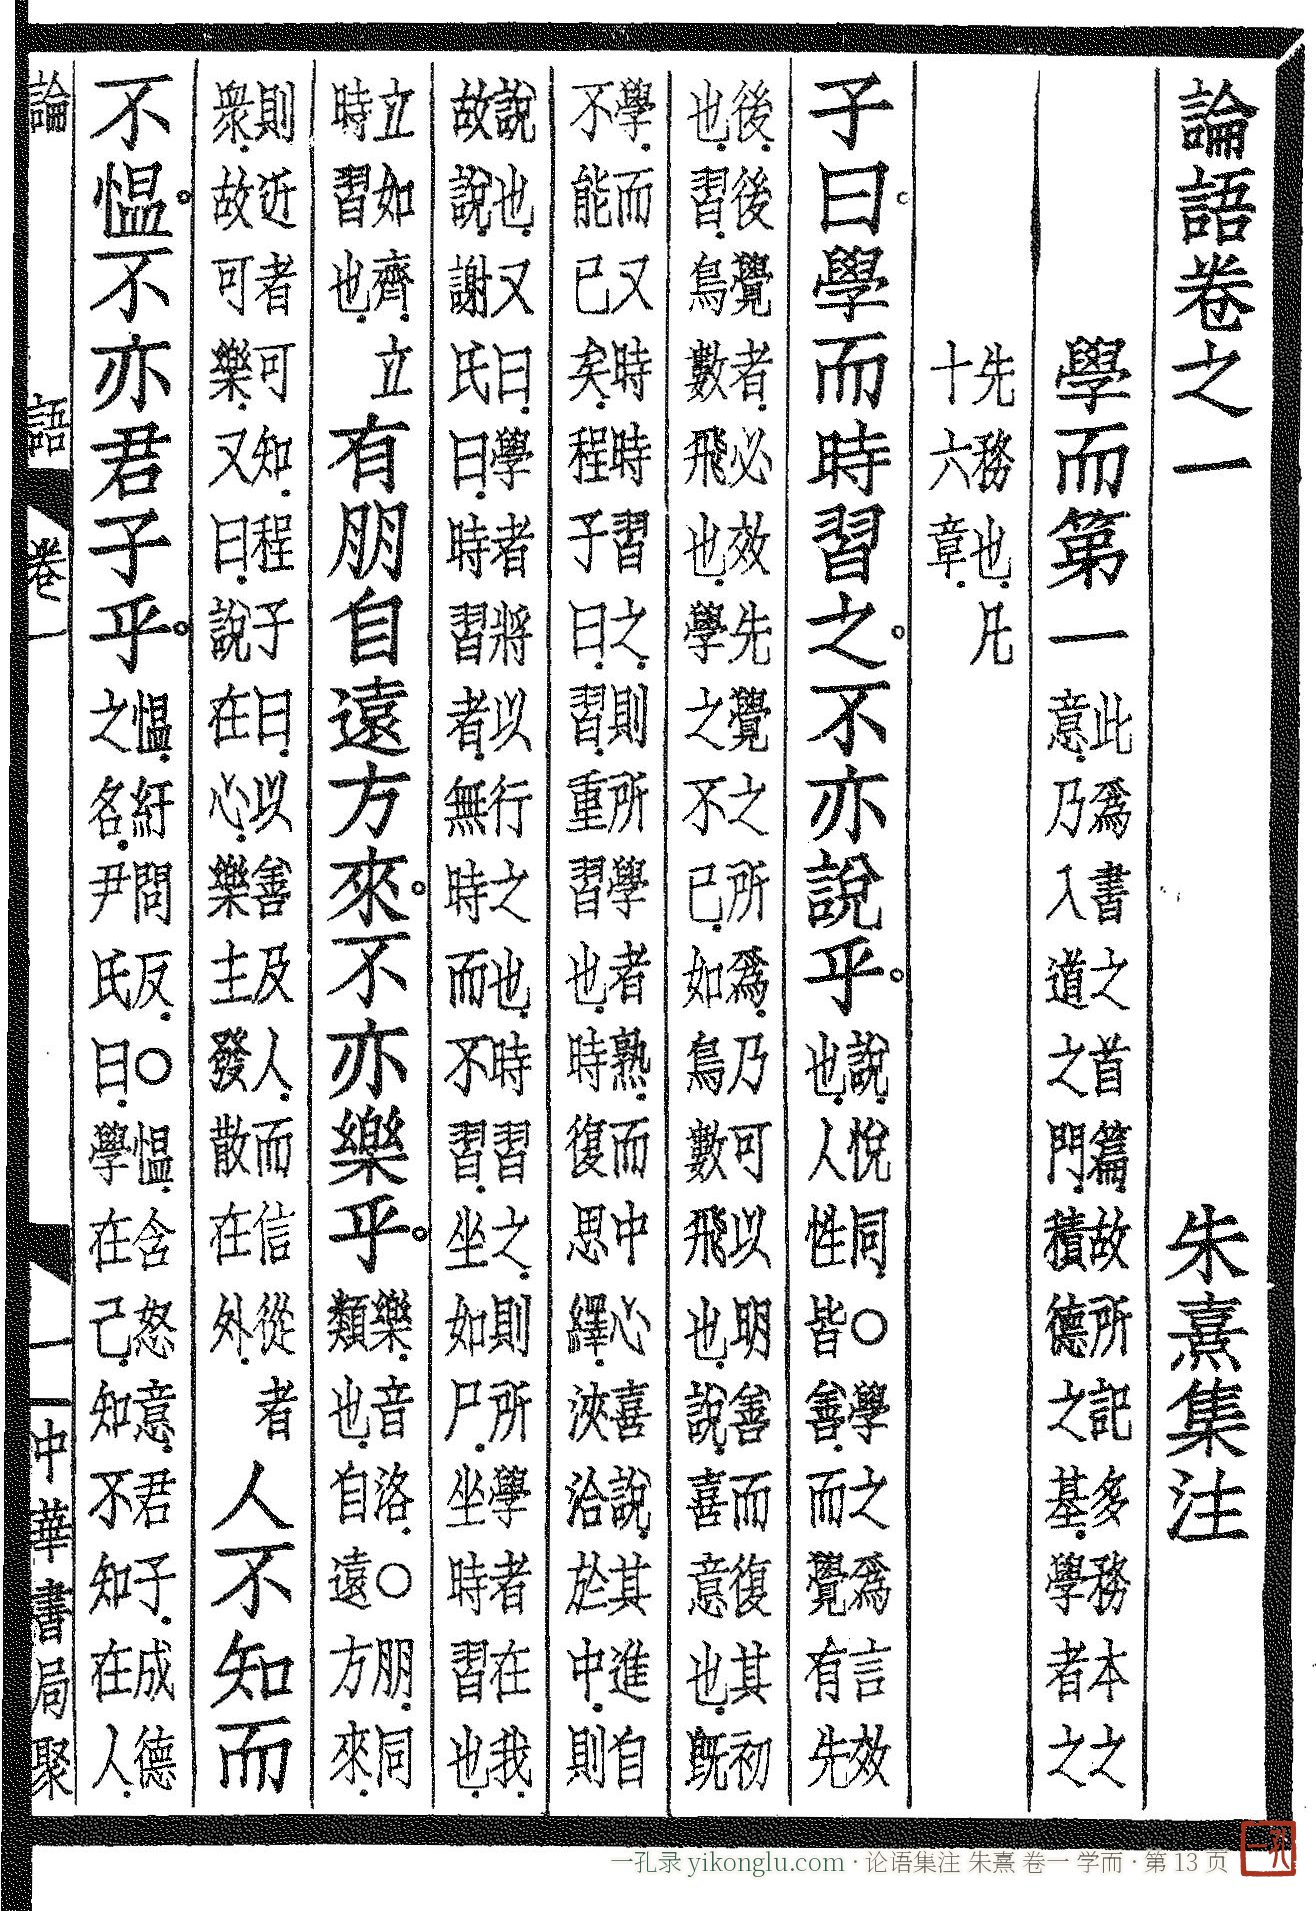 論語卷之一 朱熹集注
學而第一
此爲書之首篇。故所記多務本之
意。乃入道之門。積德之基。學者之
先務也。凡
十六章。
子曰。學而時習之。不亦說乎。
說。悅同。○學之爲言效
也。人性皆善。而覺有先
後。後覺者。必效先覺之所爲。乃可以明善而復其初
也。習。鳥數飛也。學之不已。如鳥數飛也。說。喜意也。旣
學。而又時時習之。則所學者熟。而中心喜說。其進自
不能已矣。程子曰。習。重習也。時復思繹。浹洽於中。則
說也。又曰。學者將以行之也。時習之。則所學者在我。
故說。謝氏曰。時習者。無時而不習。坐如尸。坐時習也。
立如齊。立
時習也。
有朋自遠方來。不亦樂乎。
樂。音洛。○朋。同
類也。自遠方來。
則近者可知。程子曰。以善及人。而信從者
衆。故可樂。又曰。說在心。樂主發散在外。
人不知而
不慍。不亦君子乎。
慍。紆問反。○慍。含怒意。君子。成德
之名。尹氏曰。學在己。知不知在人。
論語 卷一 一 中華書局聚
一孔录 yikonglu.com · 论语集注 朱熹 卷一 学而 · 第 13 页
一孔